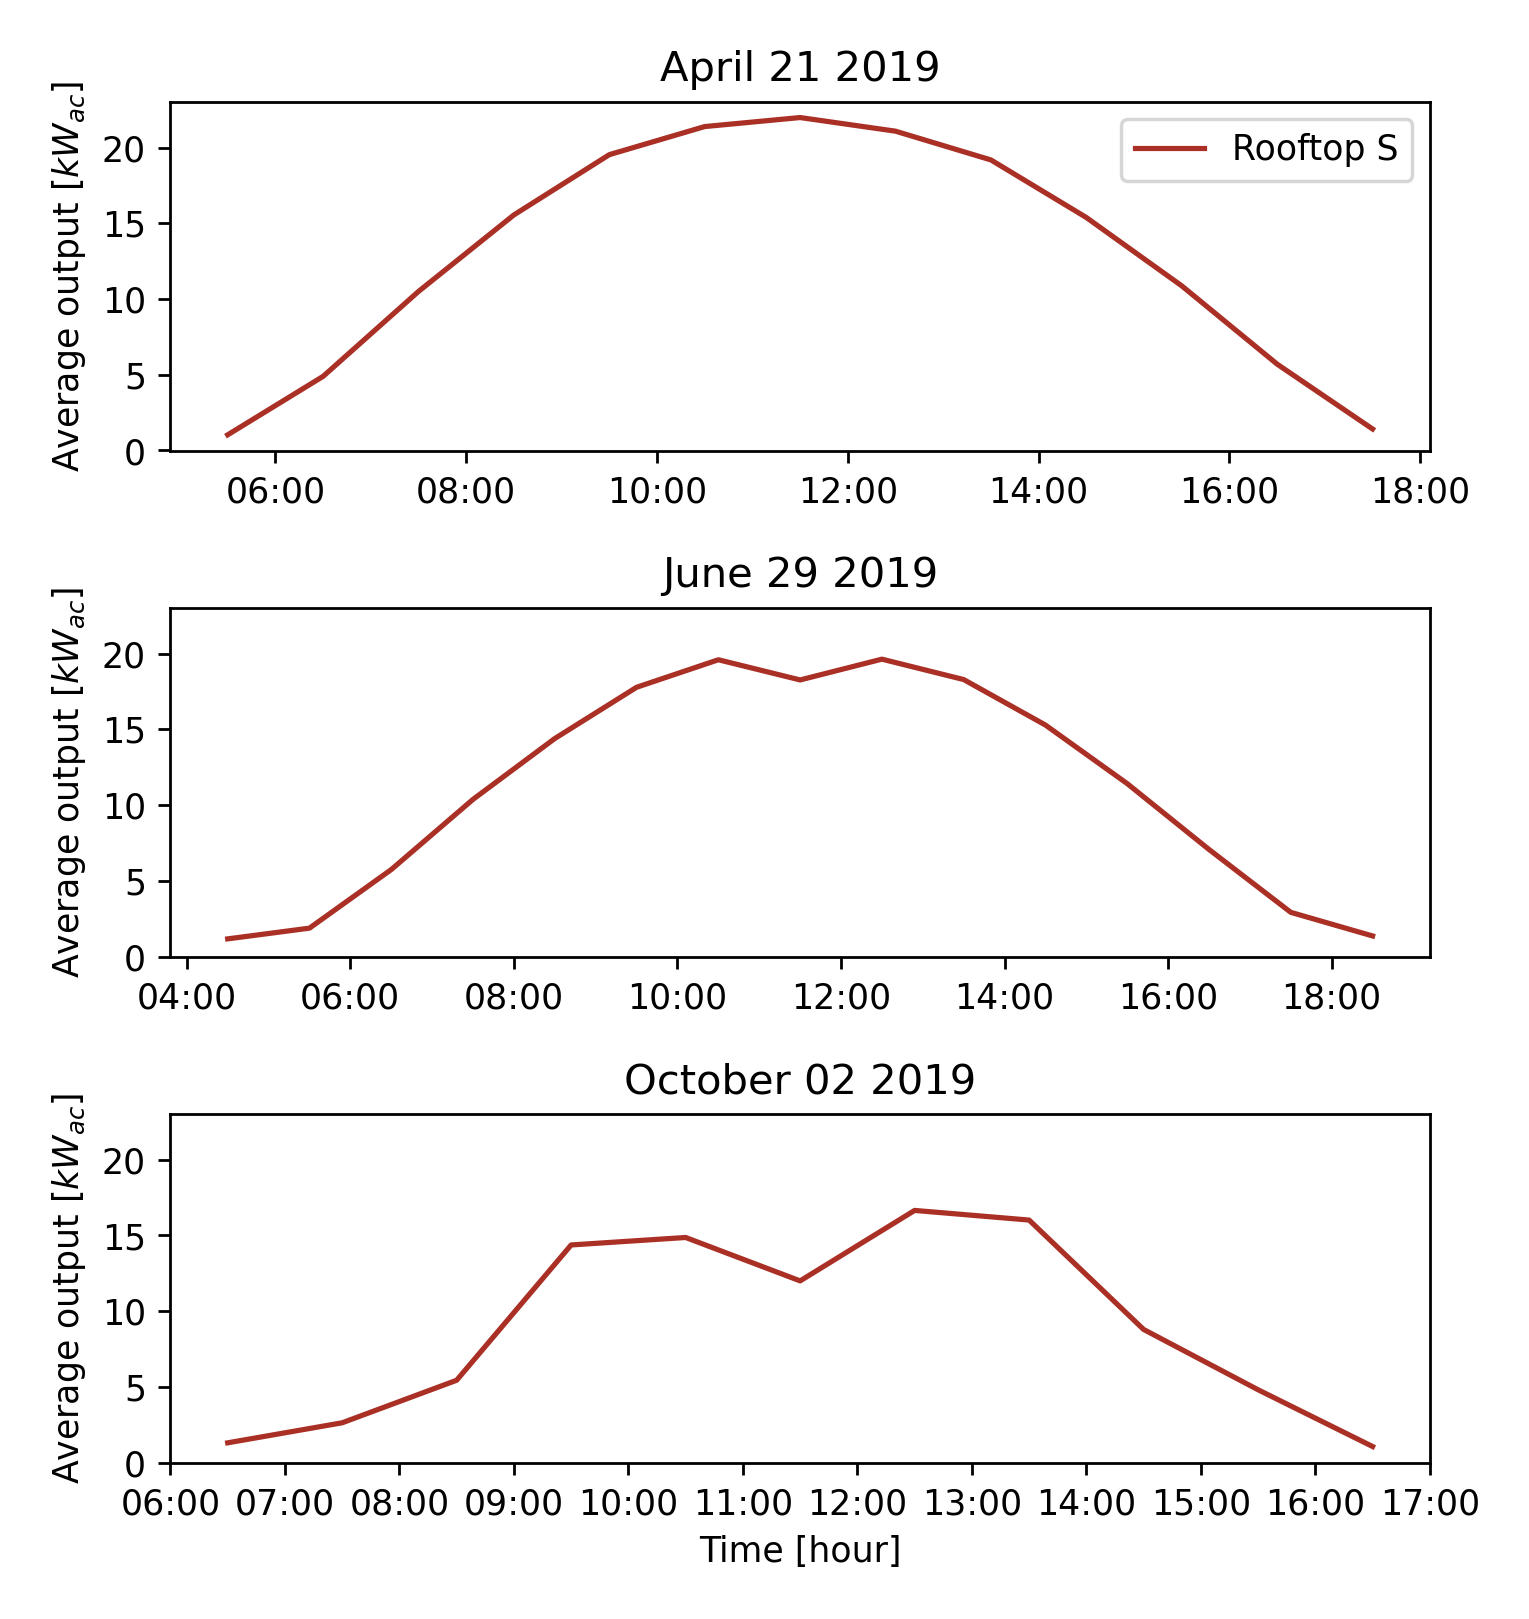 April 21 2019
Average output [kW_ac]
20
15
10
5
0
Rooftop S
06:00 08:00 10:00 12:00 14:00 16:00 18:00
June 29 2019
Average output [kW_ac]
20
15
10
5
0
04:00 06:00 08:00 10:00 12:00 14:00 16:00 18:00
October 02 2019
Average output [kW_ac]
20
15
10
5
0
06:00 07:00 08:00 09:00 10:00 11:00 12:00 13:00 14:00 15:00 16:00 17:00
Time [hour]